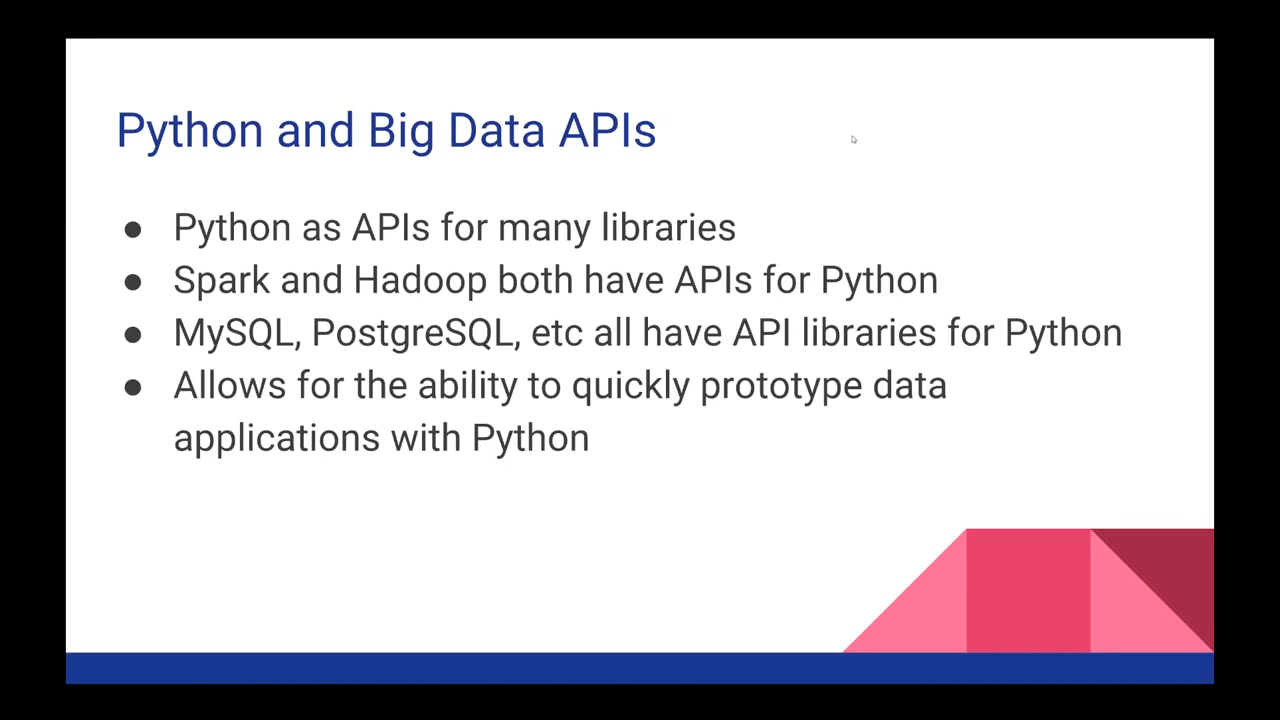 Python and Big Data APIs
● Python as APIs for many libraries
● Spark and Hadoop both have APIs for Python
● MySQL, PostgreSQL, etc all have API libraries for Python
● Allows for the ability to quickly prototype data
applications with Python